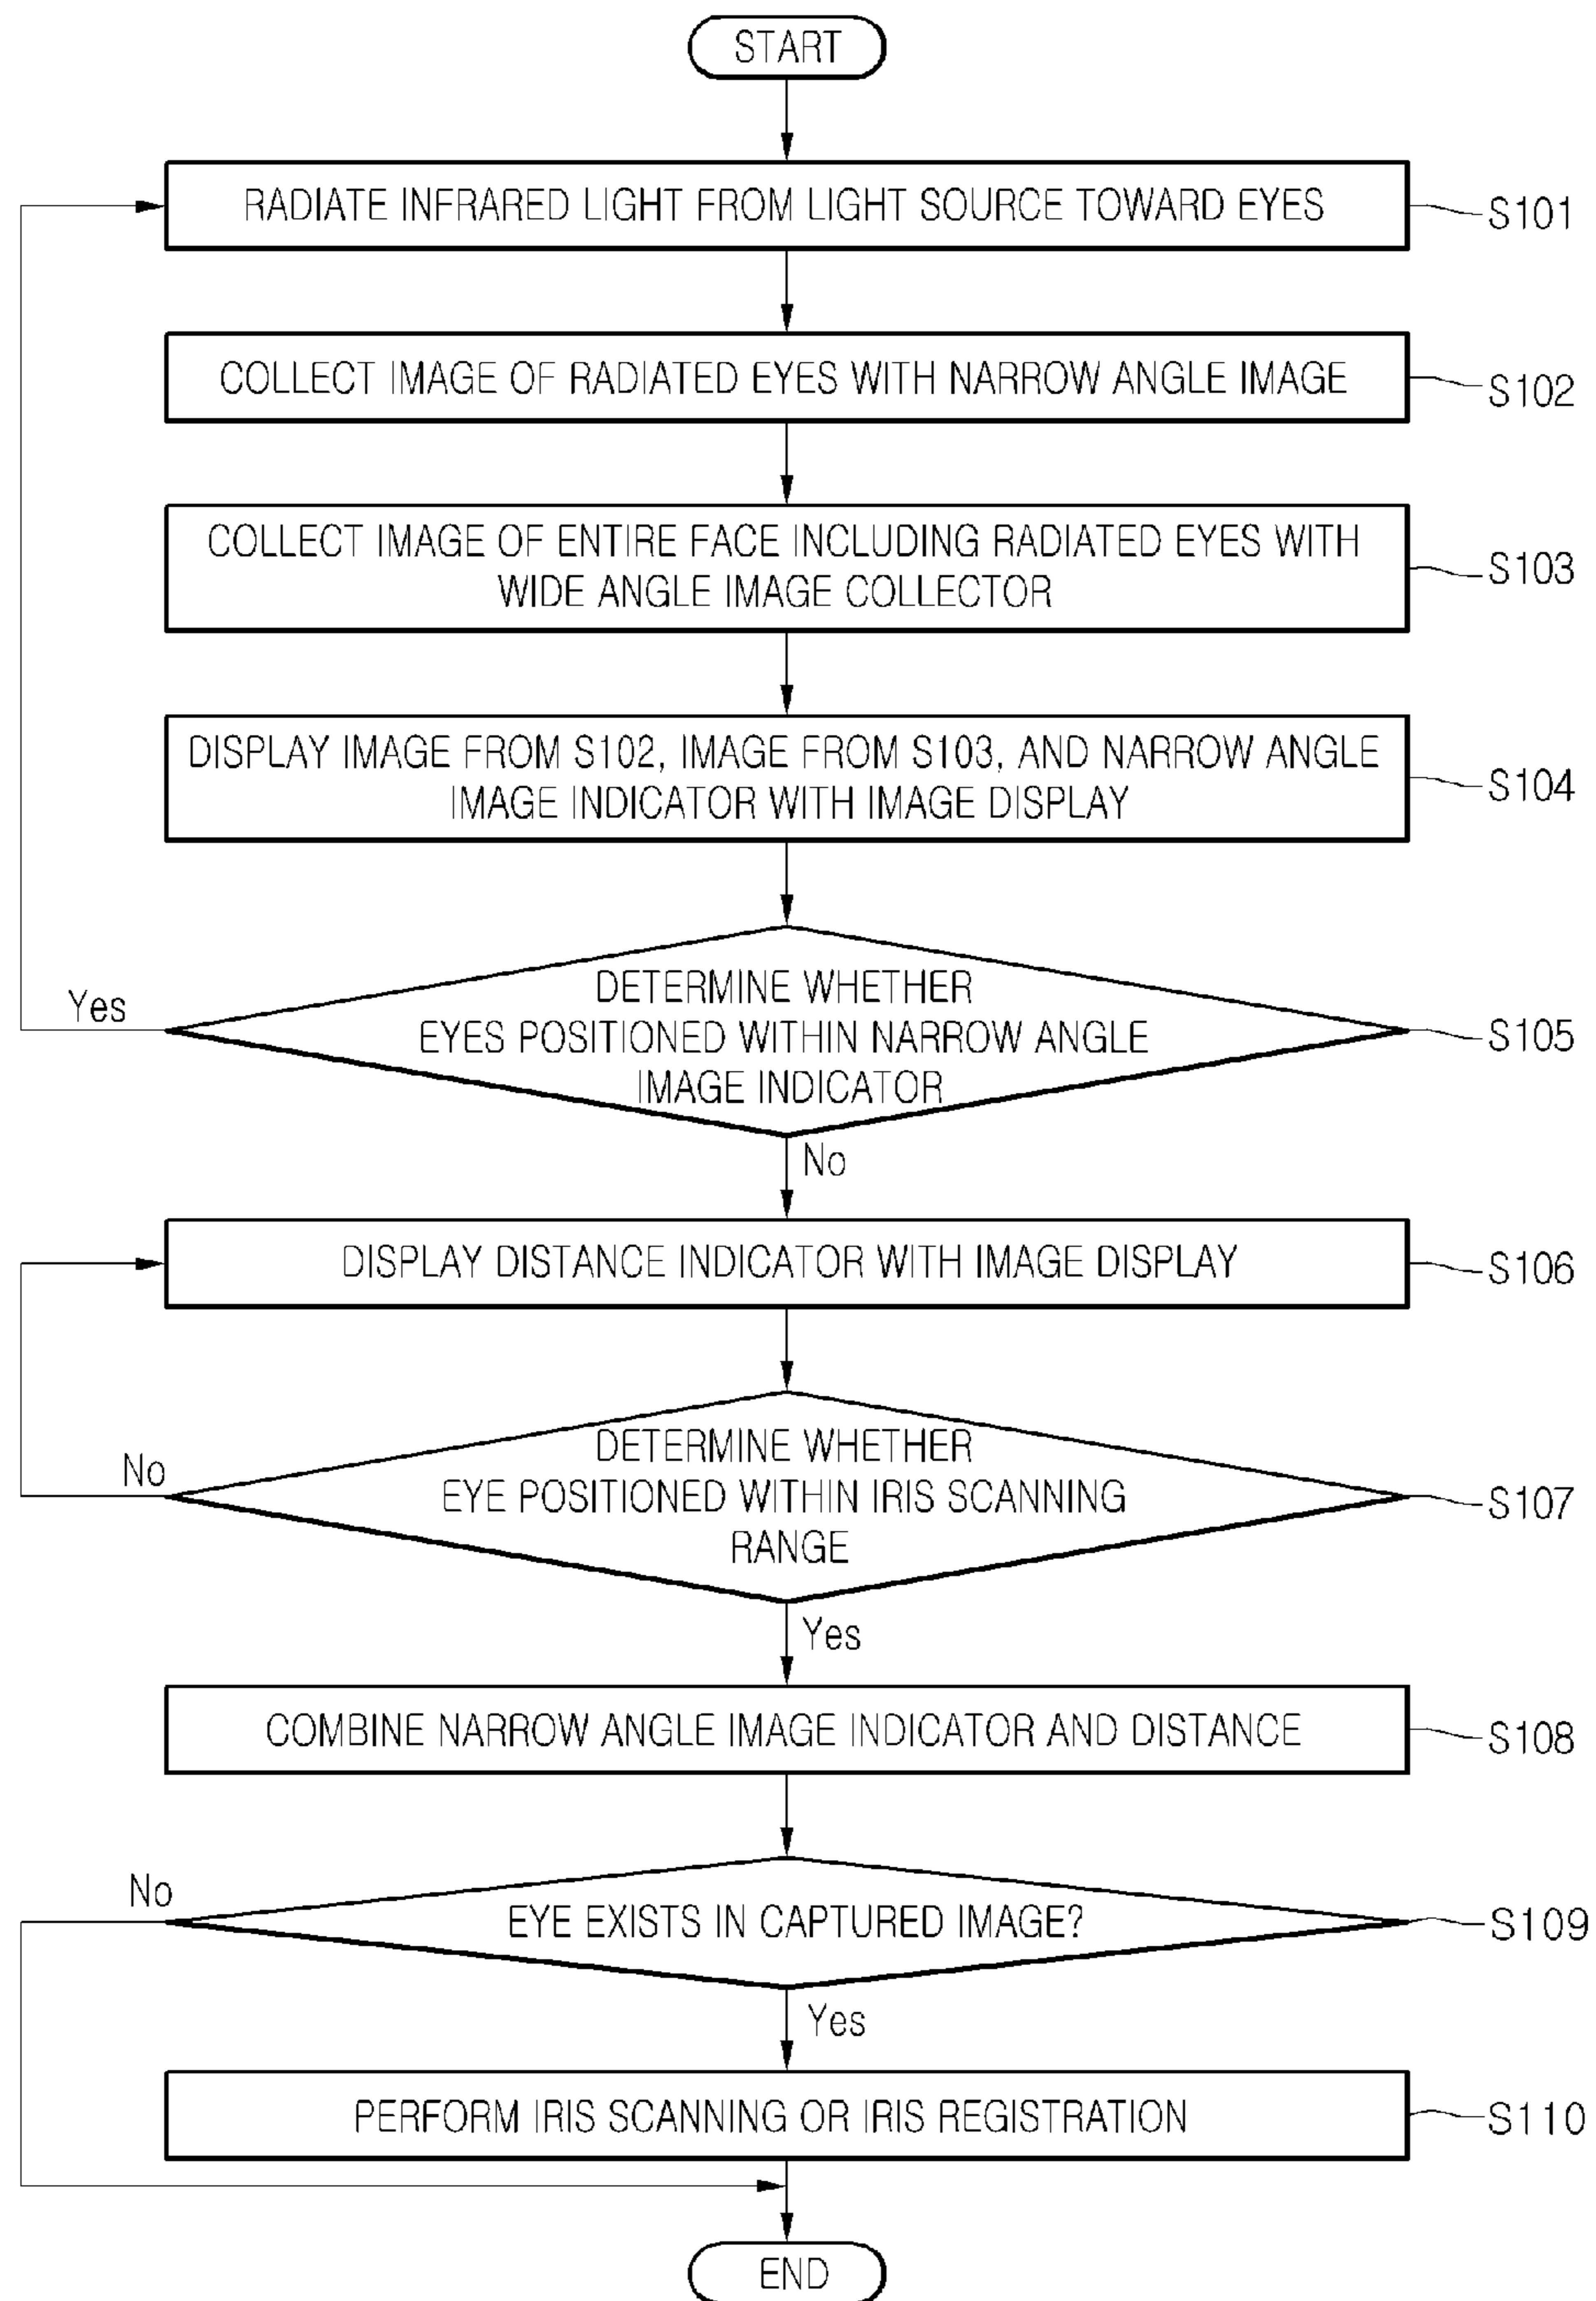 START
RADIATE INFRARED LIGHT FROM LIGHT SOURCE TOWARD EYES
S101
COLLECT IMAGE OF RADIATED EYES WITH NARROW ANGLE IMAGE
S102
COLLECT IMAGE OF ENTIRE FACE INCLUDING RADIATED EYES WITH
WIDE ANGLE IMAGE COLLECTOR
S103
DISPLAY IMAGE FROM S102, IMAGE FROM S103, AND NARROW ANGLE
IMAGE INDICATOR WITH IMAGE DISPLAY
S104
Yes
DETERMINE WHETHER
EYES POSITIONED WITHIN NARROW ANGLE
IMAGE INDICATOR
S105
No
DISPLAY DISTANCE INDICATOR WITH IMAGE DISPLAY
S106
No
DETERMINE WHETHER
EYE POSITIONED WITHIN IRIS SCANNING
RANGE
S107
Yes
COMBINE NARROW ANGLE IMAGE INDICATOR AND DISTANCE
S108
No
EYE EXISTS IN CAPTURED IMAGE?
S109
Yes
PERFORM IRIS SCANNING OR IRIS REGISTRATION
S110
END